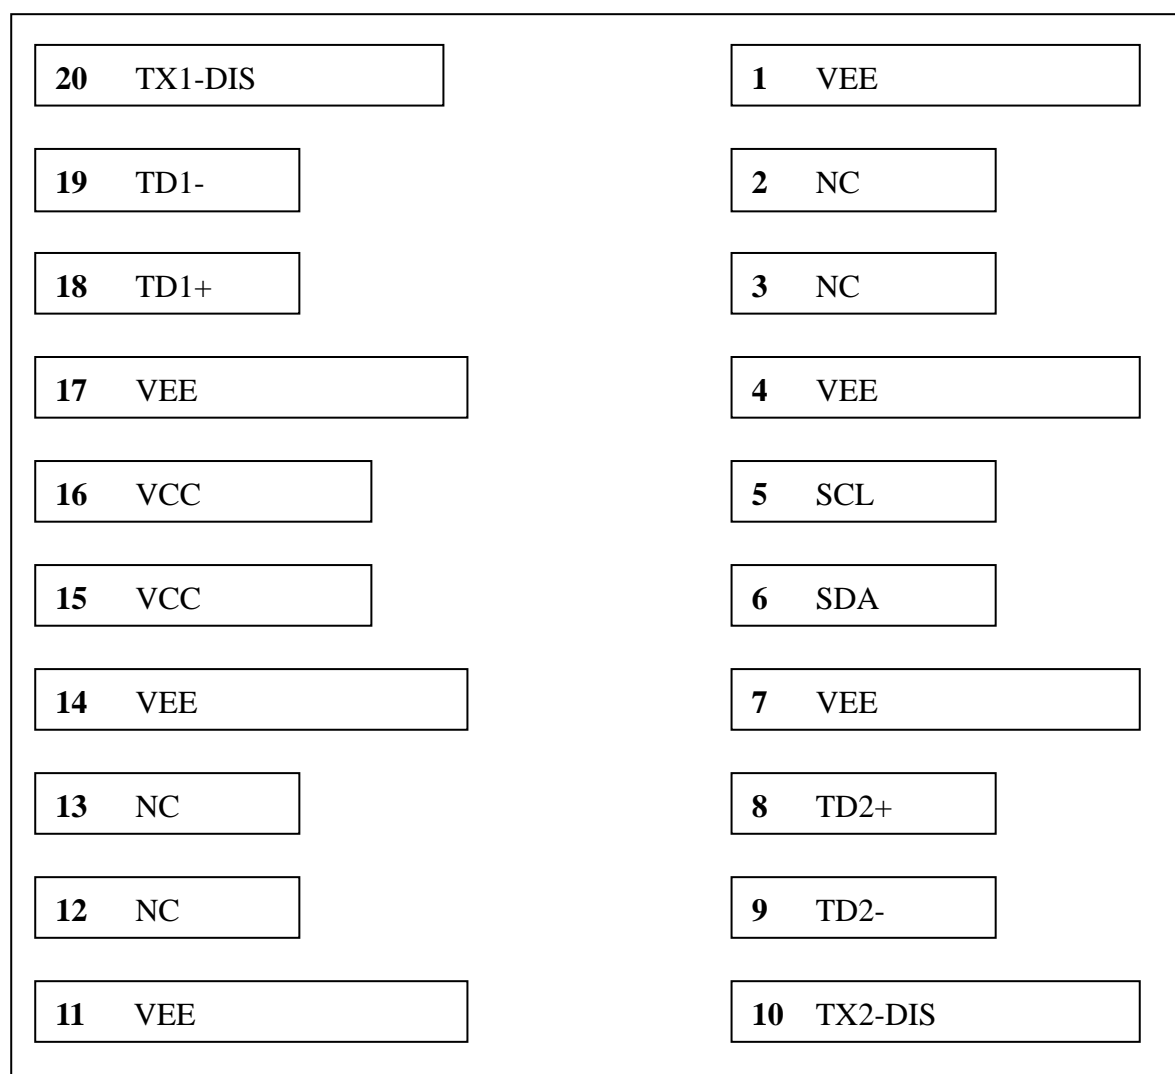 20 TX1-DIS 1 VEE
19 TD1- 2 NC
18 TD1+ 3 NC
17 VEE 4 VEE
16 VCC 5 SCL
15 VCC 6 SDA
14 VEE 7 VEE
13 NC 8 TD2+
12 NC 9 TD2-
11 VEE 10 TX2-DIS